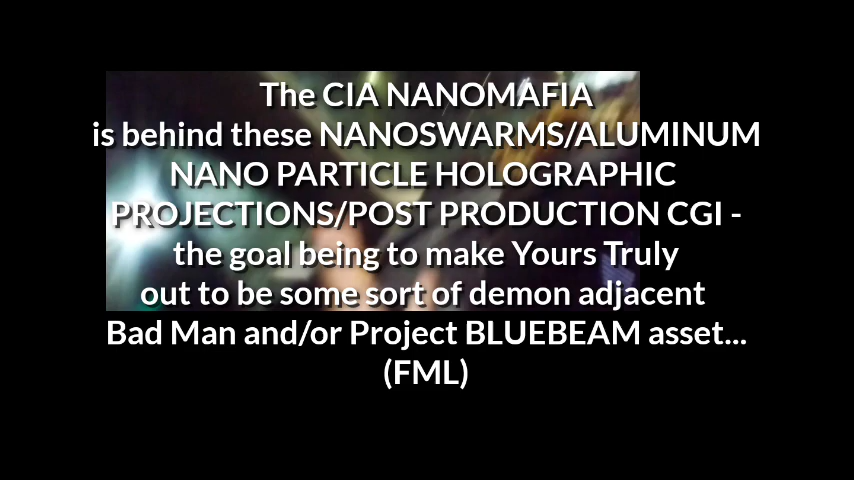 The CIA NANOMAFIA
is behind these NANOSWARMS/ALUMINUM
NANO PARTICLE HOLOGRAPHIC
PROJECTIONS/POST PRODUCTION CGI -
the goal being to make Yours Truly
out to be some sort of demon adjacent
Bad Man and/or Project BLUEBEAM asset...
(FML)